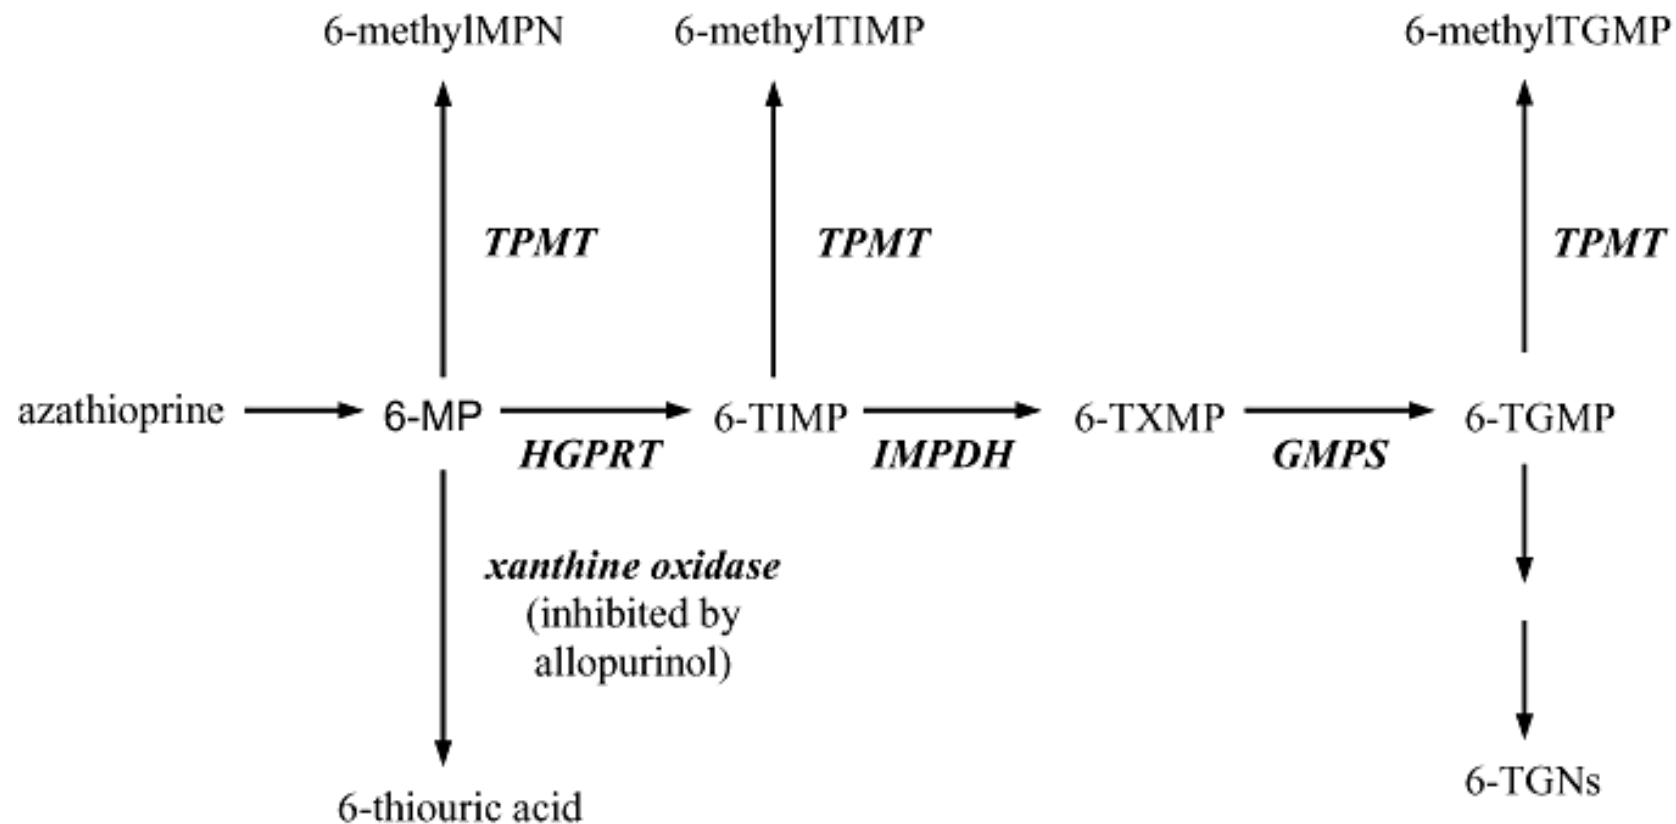 6-methylMPN
6-methylTIMP
6-methylTGMP
TPMT
TPMT
TPMT
azathioprine
6-MP
6-TIMP
6-TXMP
6-TGMP
HGPRT
IMPDH
GMPS
xanthine oxidase
(inhibited by
allopurinol)
6-TGNs
6-thiouric acid